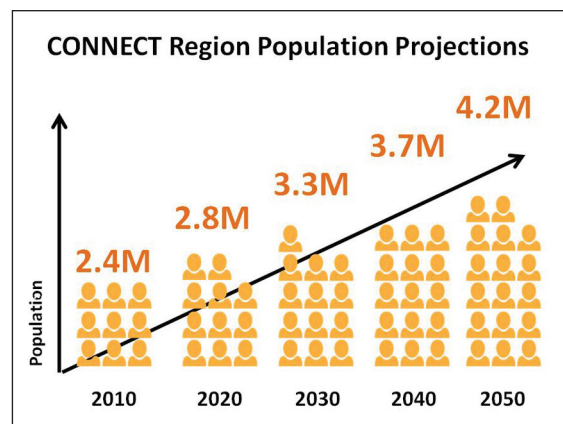 CONNECT Region Population Projections
4.2M
3.7M
3.3M
2.8M
2.4M
Population
2010 2020 2030 2040 2050